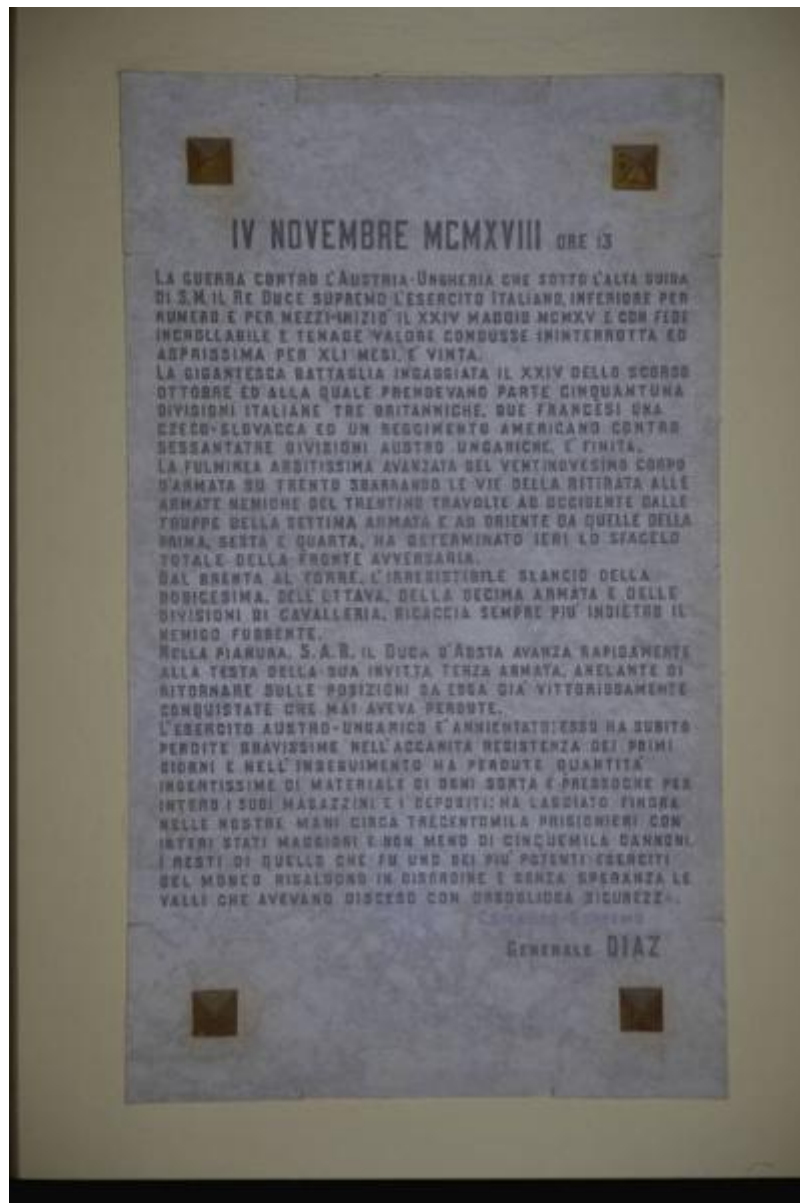 IV NOVEMBRE MCMXVIII ORE 13
LA GUERRA CONTRO L'AUSTRIA-UNGHERIA CHE SOTTO L'ALTA GUIDA
DI S.M. IL RE DUCE SUPREMO L'ESERCITO ITALIANO, INFERIORE PER
NUMERO E PER MEZZI-INIZIO' IL XXIV MAGGIO MCMXV E CON FEDE
INCROLLABILE E TENACE VALORE CONDUSSE ININTERROTTA ED
ASPRISSIMA PER XLI MESI, E' VINTA.
LA GIGANTESCA BATTAGLIA INGAGGIATA IL XXIV DELLO SCORSO
OTTOBRE ED ALLA QUALE PRENDEVANO PARTE CINQUANTUNA
DIVISIONI ITALIANE TRE BRITANNICHE, DUE FRANCESI UNA
CZECO-SLOVACCA ED UN REGGIMENTO AMERICANO CONTRO
SESSANTATRE DIVISIONI AUSTRO UNGARICHE, E' FINITA.
LA FULMINEA ARDITISSIMA AVANZATA DEL VENTINOVESIMO CORPO
D'ARMATA SU TRENTO SBARRANDO LE VIE DELLA RITIRATA ALLE
ARMATE NEMICHE DEL TRENTINO TRAVOLTE AD OCCIDENTE DALLE
TRUPPE DELLA SETTIMA ARMATA E AD ORIENTE DA QUELLE DELLA
PRIMA, SESTA E QUARTA, HA DETERMINATO IERI LO SFACELO
TOTALE DELLA FRONTE AVVERSARIA.
DAL BRENTA AL TORRE, L'IRRESISTIBILE SLANCIO DELLA
DODICESIMA, DELL'OTTAVA, DELLA DECIMA ARMATA E DELLE
DIVISIONI DI CAVALLERIA, RICACCIA SEMPRE PIU' INDIETRO IL
NEMICO FUGGENTE.
NELLA PIANURA, S.A.R. IL DUCA D'AOSTA AVANZA RAPIDAMENTE
ALLA TESTA DELLA SUA INVITTA TERZA ARMATA, ANELANTE DI
RITORNARE SULLE POSIZIONI DA ESSA GIA' VITTORIOSAMENTE
CONQUISTATE CHE MAI AVEVA PERDUTE.
L'ESERCITO AUSTRO-UNGARICO E' ANNIENTATO: ESSO HA SUBITO
PERDITE GRAVISSIME NELL'ACCANITA RESISTENZA DEI PRIMI
GIORNI E NELL'INSEGUIMENTO HA PERDUTE QUANTITA'
INGENTISSIME DI MATERIALE DI OGNI SORTA E PRESSOCHE PER
INTERO I SUOI MAGAZZINI E I DEPOSITI; HA LASCIATO FINORA
NELLE NOSTRE MANI CIRCA TRECENTOMILA PRIGIONIERI CON
INTERI STATI MAGGIORI E NON MENO DI CINQUEMILA CANNONI.
I RESTI DI QUELLO CHE FU UNO DEI PIU' POTENTI ESERCITI
DEL MONDO RISALGONO IN DISORDINE E SENZA SPERANZA LE
VALLI CHE AVEVANO DISCESO CON ORGOGLIOSA SICUREZZA.
COMANDO SUPREMO
GENERALE DIAZ